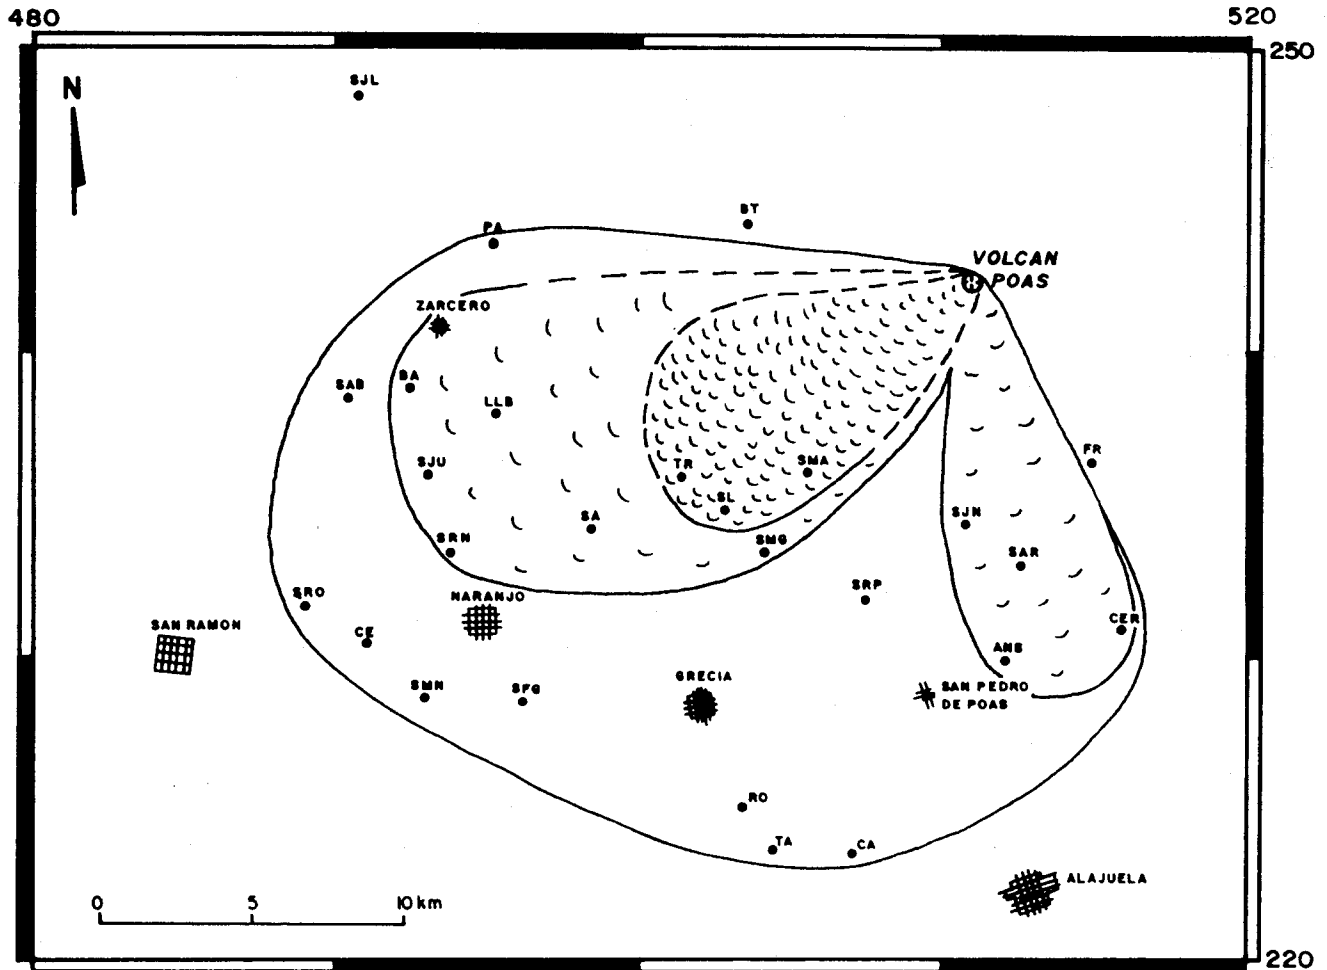 480
520
250
N
SJL
BT
PA
VOLCAN
POAS
ZARCERO
SAB
BA
LLB
FR
SJU
TR
SMA
SL
SJN
SA
SRN
SMG
SAR
SRP
SRO
NARANJO
SAN RAMON
CE
CER
ANS
GRECIA
SMN
SFG
SAN PEDRO
DE POAS
RO
TA
CA
ALAJUELA
0
5
10 km
220